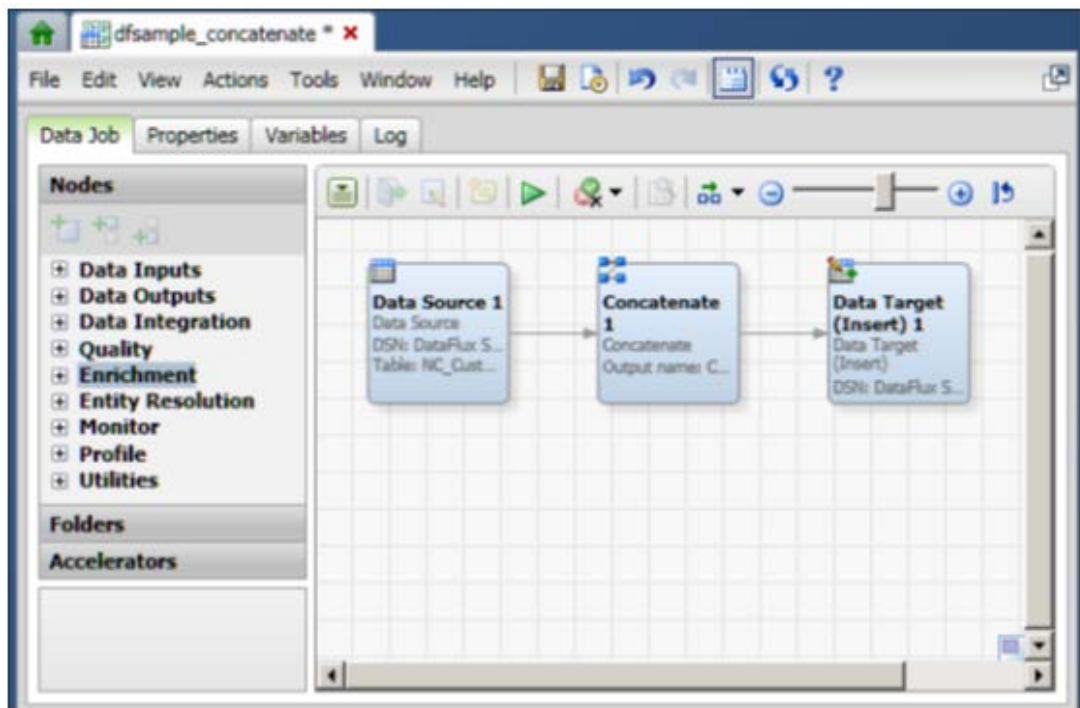 dfsample_concatenate *
File Edit View Actions Tools Window Help
Data Job Properties Variables Log
Nodes
Data Inputs
Data Outputs
Data Integration
Quality
Enrichment
Entity Resolution
Monitor
Profile
Utilities
Folders
Accelerators
Data Source 1
Data Source
DSN: DataFlux S...
Table: NC_Cust...
Concatenate
1
Concatenate
Output name: C...
Data Target
(Insert) 1
Data Target
(Insert)
DSN: DataFlux S...